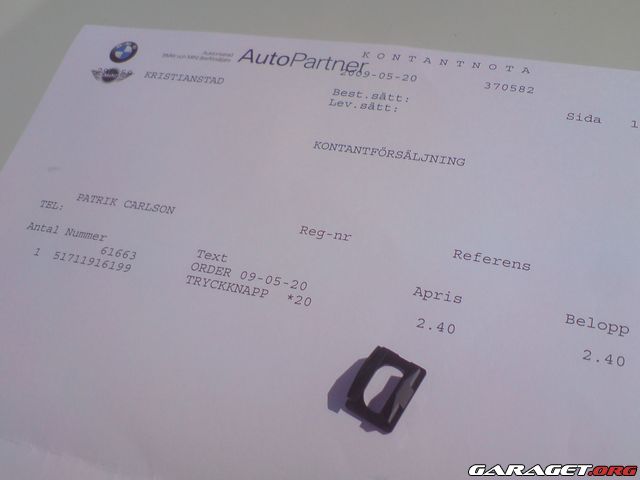 K O N T A N T N O T A
AutoPartner
2009-05-20
370582
KRISTIANSTAD
Best.sätt:
Lev.sätt:
Sida 1
KONTANTFÖRSÄLJNING
TEL: PATRIK CARLSON
Reg-nr
Referens
Antal Nummer Text Apris Belopp
61663 ORDER 09-05-20
1 51711916199 TRYCKKNAPP *20 2.40 2.40
GARAGET.ORG